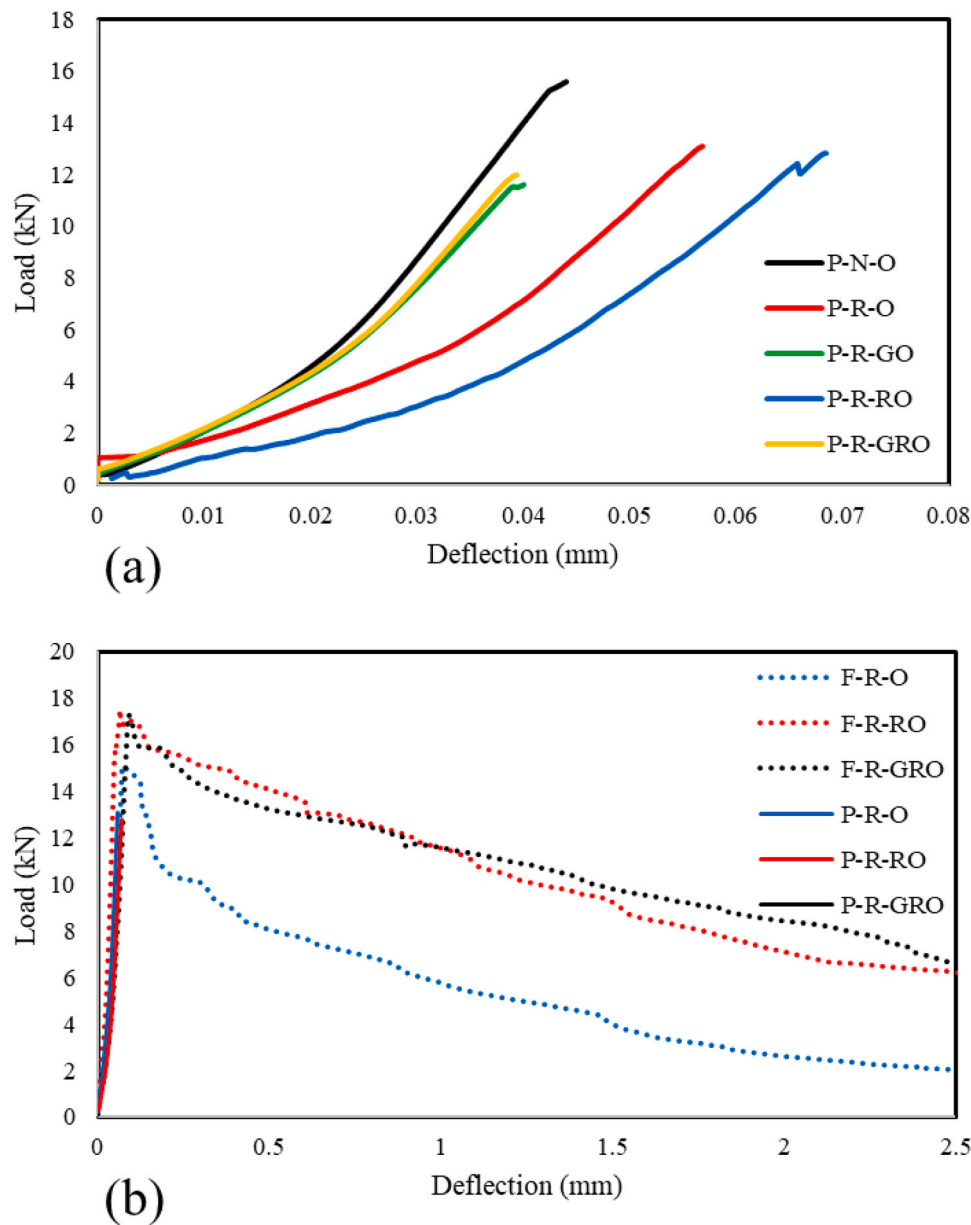 18
16
14
12
10
8
6
4
2
0
Load (kN)
P-N-O
P-R-O
P-R-GO
P-R-RO
P-R-GRO
0 0.01 0.02 0.03 0.04 0.05 0.06 0.07 0.08
Deflection (mm)
(a)
20
18
16
14
12
10
8
6
4
2
0
Load (kN)
F-R-O
F-R-RO
F-R-GRO
P-R-O
P-R-RO
P-R-GRO
0 0.5 1 1.5 2 2.5
Deflection (mm)
(b)